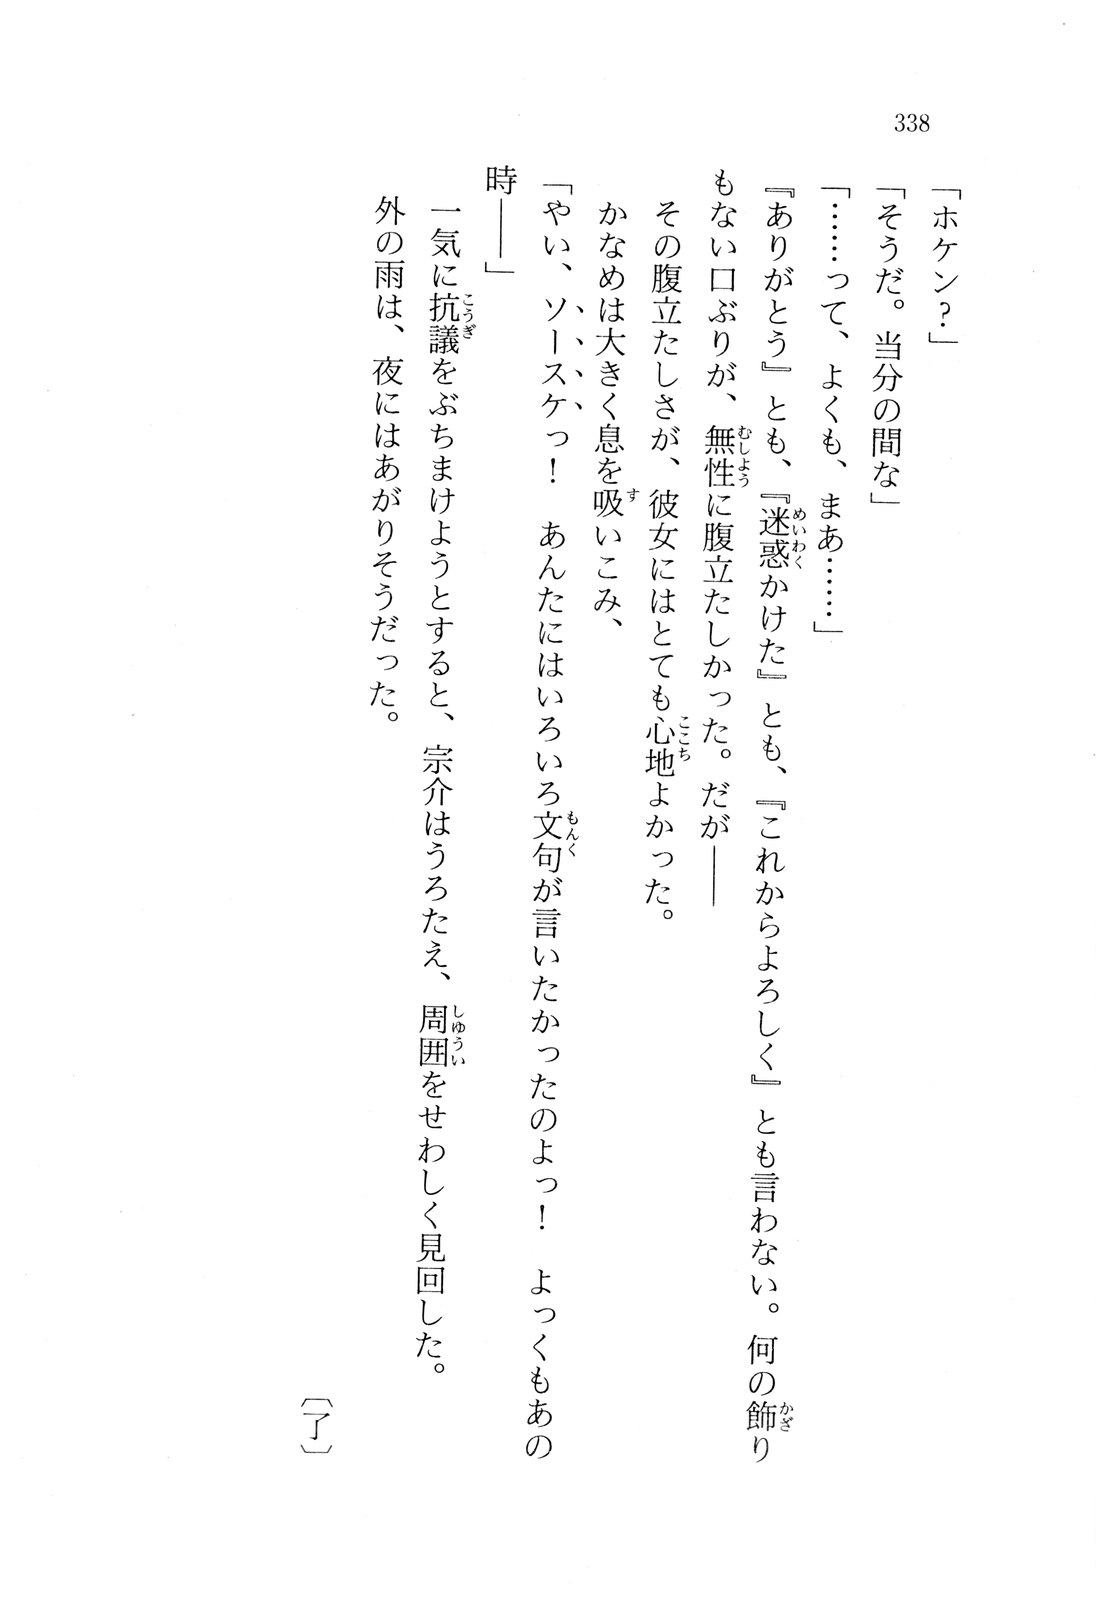 338
「ホケン？」
「そうだ。当分の間な」
「……って、よくも、まあ……」
『ありがとう』とも、『迷惑かけた』とも、『これからよろしく』とも言わない。何の飾り
もない口ぶりが、無性に腹立たしかった。だが――
　その腹立たしさが、彼女にはとても心地よかった。
　かなめは大きく息を吸いこみ、
「やい、ソースケっ！　あんたにはいろいろ文句が言いたかったのよっ！　よっくもあの
時――」
　一気に抗議をぶちまけようとすると、宗介はうろたえ、周囲をせわしく見回した。
　外の雨は、夜にはあがりそうだった。
〔了〕